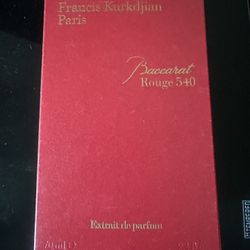 Francis Kurkdjian
Paris
Baccarat
Rouge 540
Extrait de parfum